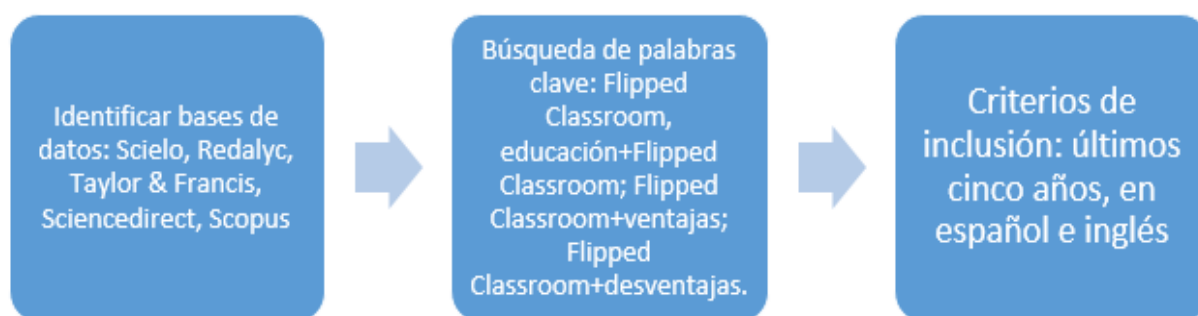 Identificar bases de
datos: Scielo, Redalyc,
Taylor & Francis,
Sciencedirect, Scopus
Búsqueda de palabras
clave: Flipped
Classroom,
educación+Flipped
Classroom; Flipped
Classroom+ventajas;
Flipped
Classroom+desventajas.
Criterios de
inclusión: últimos
cinco años, en
español e inglés